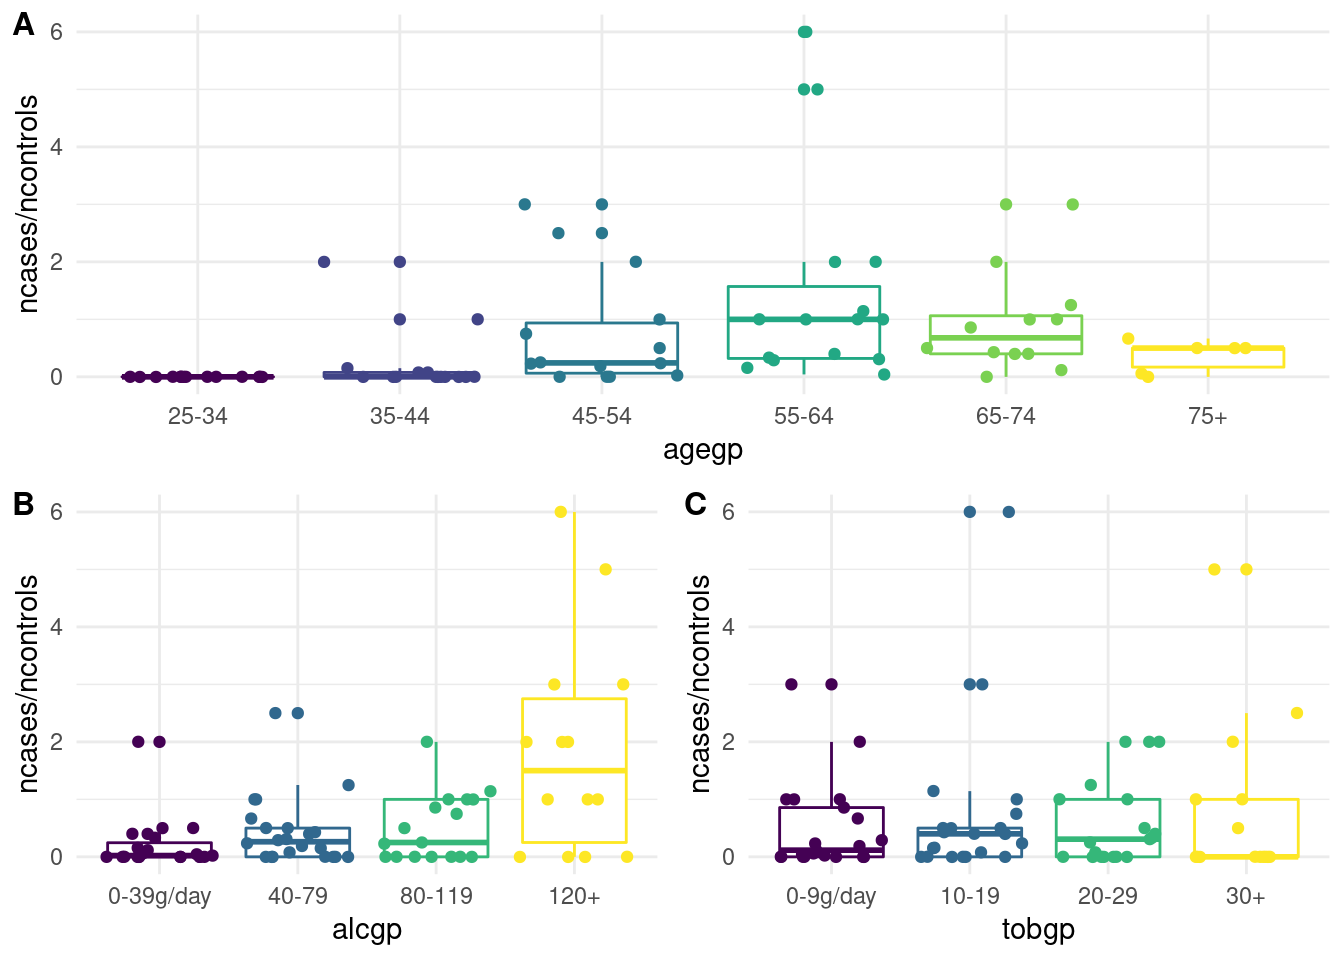 A
6
4
2
0
ncases/ncontrols
25-34 35-44 45-54 55-64 65-74 75+
agegp
B
6
4
2
0
ncases/ncontrols
0-39g/day 40-79 80-119 120+
alcgp
C
6
4
2
0
ncases/ncontrols
0-9g/day 10-19 20-29 30+
tobgp